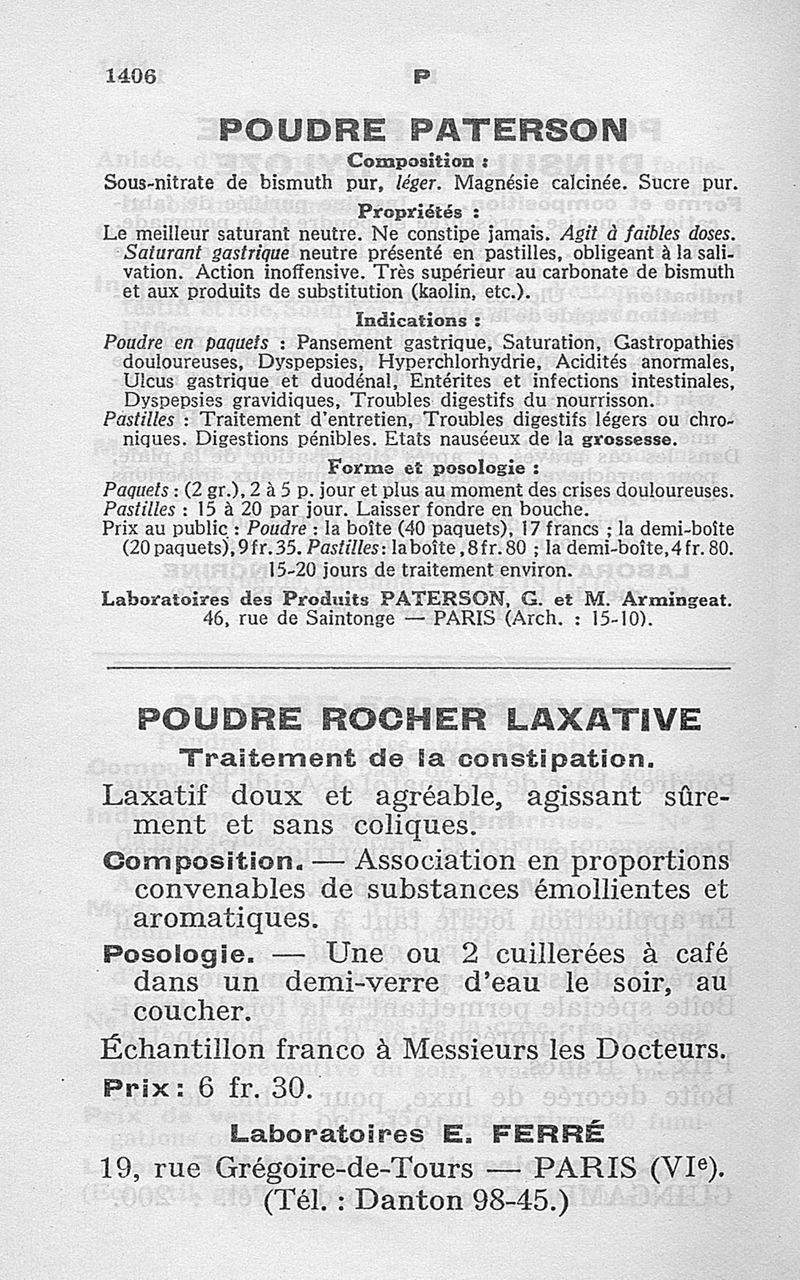 1406
P
POUDRE PATERSON
Composition :
Sous-nitrate de bismuth pur, léger. Magnésie calcinée. Sucre pur.
Propriétés :
Le meilleur saturant neutre. Ne constipe jamais. Agit à faibles doses.
Saturant gastrique neutre présenté en pastilles, obligeant à la sali-
vation. Action inoffensive. Très supérieur au carbonate de bismuth
et aux produits de substitution (kaolin, etc.).
Indications :
Poudre en paquets : Pansement gastrique, Saturation, Gastropathies
douloureuses, Dyspepsies, Hyperchlorhydrie, Acidités anormales,
Ulcus gastrique et duodénal, Entérites et infections intestinales,
Dyspepsies gravidiques, Troubles digestifs du nourrisson.
Pastilles : Traitement d'entretien, Troubles digestifs légers ou chro-
niques. Digestions pénibles. Etats nauséeux de la grossesse.
Forme et posologie :
Paquets : (2 gr.), 2 à 5 p. jour et plus au moment des crises douloureuses.
Pastilles : 15 à 20 par jour. Laisser fondre en bouche.
Prix au public : Poudre : la boîte (40 paquets), 17 francs ; la demi-boîte
(20 paquets), 9 fr. 35. Pastilles : la boîte, 8 fr. 80 ; la demi-boîte, 4 fr. 80.
15-20 jours de traitement environ.
Laboratoires des Produits PATERSON, G. et M. Armingeat.
46, rue de Saintonge — PARIS (Arch. : 15-10).
POUDRE ROCHER LAXATIVE
Traitement de la constipation.
Laxatif doux et agréable, agissant sûre-
ment et sans coliques.
Composition. — Association en proportions
convenables de substances émollientes et
aromatiques.
Posologie. — Une ou 2 cuillerées à café
dans un demi-verre d'eau le soir, au
coucher.
Échantillon franco à Messieurs les Docteurs.
Prix : 6 fr. 30.
Laboratoires E. FERRÉ
19, rue Grégoire-de-Tours — PARIS (VIe).
(Tél. : Danton 98-45.)